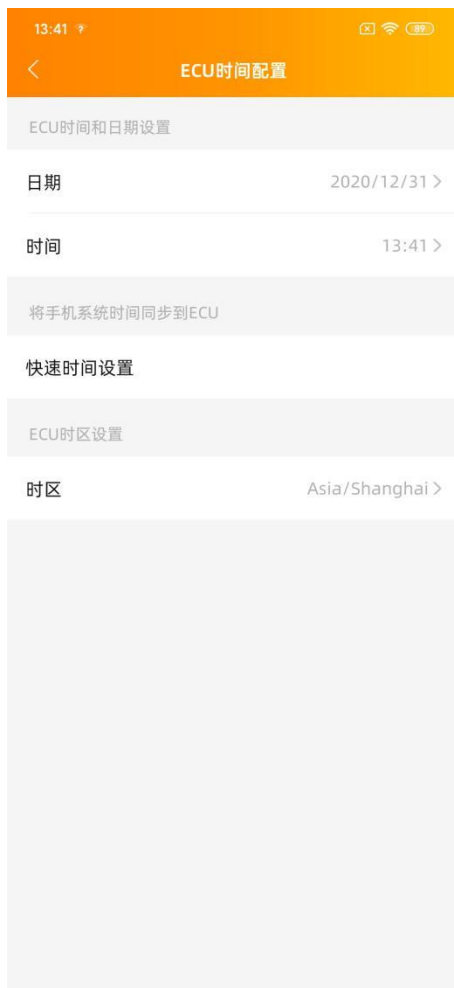 13:41 ?
89
ECU时间配置
ECU时间和日期设置
日期 2020/12/31
时间 13:41
将手机系统时间同步到ECU
快速时间设置
ECU时区设置
时区 Asia/Shanghai